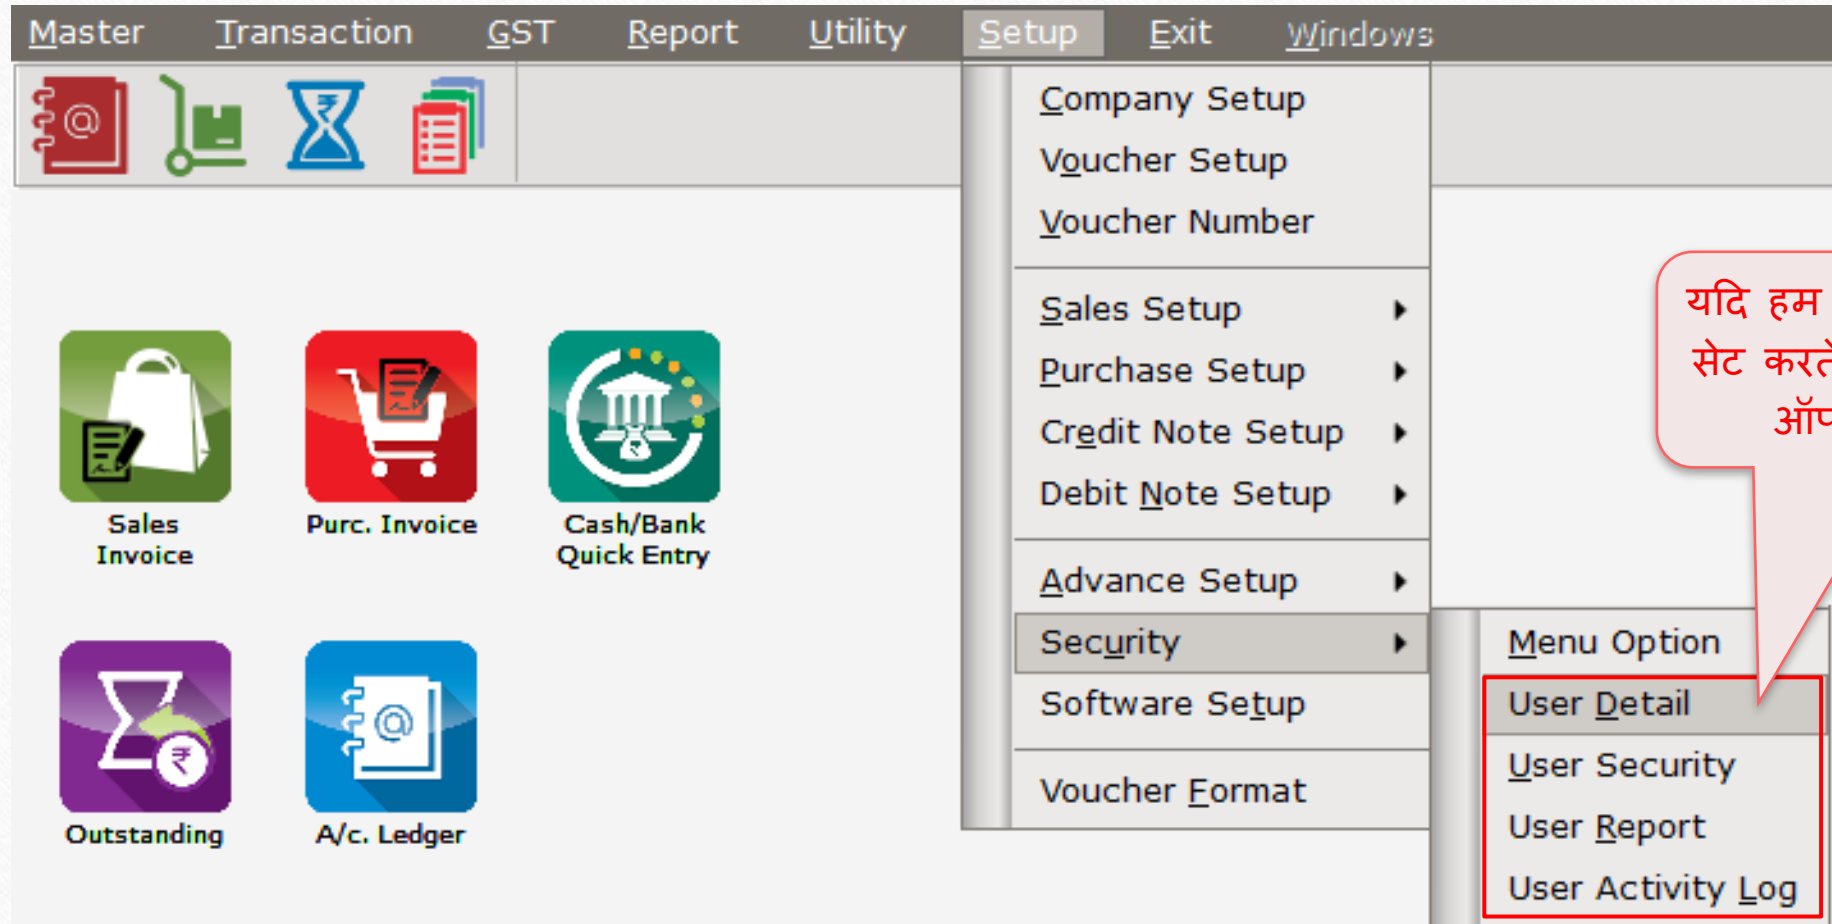 Master Transaction GST Report Utility Setup Exit Windows
Company Setup
Voucher Setup
Voucher Number
Sales Setup
Purchase Setup
Credit Note Setup
Debit Note Setup
Advance Setup
Security
Software Setup
Voucher Format
Menu Option
User Detail
User Security
User Report
User Activity Log
यदि हम
सेट करते
Sales
Invoice
Purc. Invoice
Cash/Bank
Quick Entry
Outstanding
A/c. Ledger